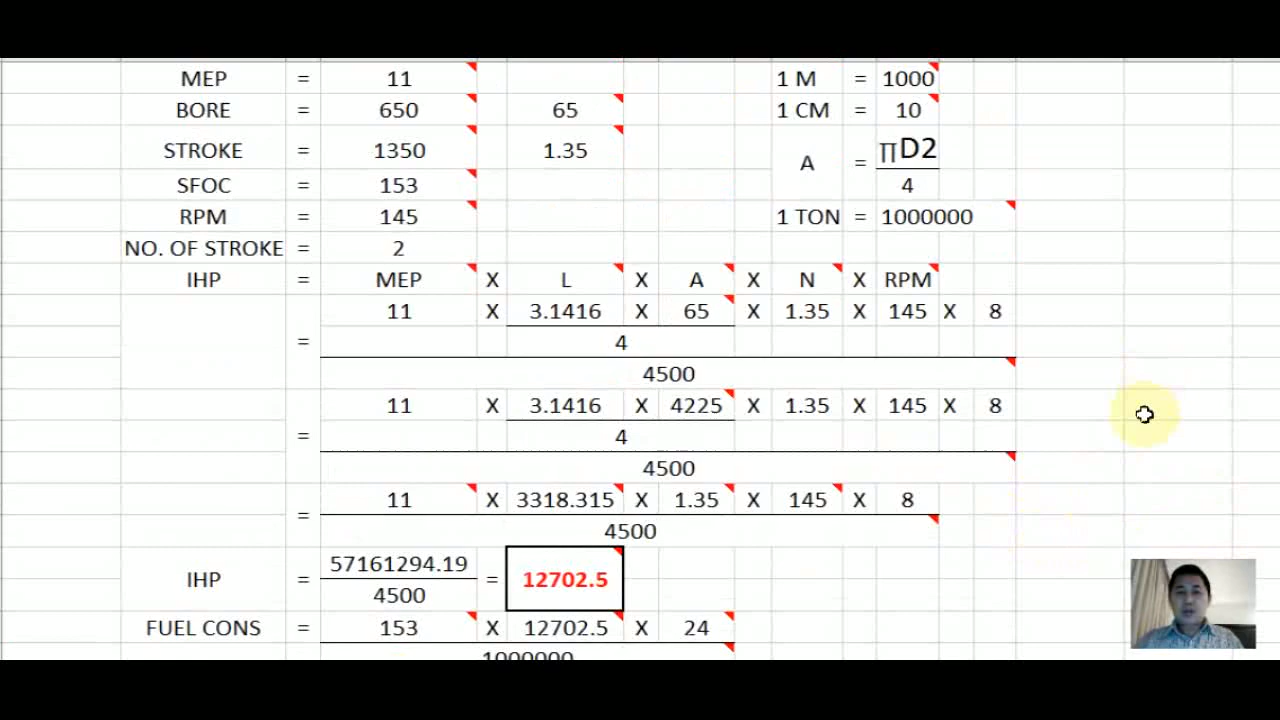 MEP = 11 1 M = 1000
BORE = 650 65 1 CM = 10
STROKE = 1350 1.35 A = ∏D2
SFOC = 153 4
RPM = 145 1 TON = 1000000
NO. OF STROKE = 2
IHP = MEP X L X A X N X RPM
11 X 3.1416 X 65 X 1.35 X 145 X 8
= 4
4500
11 X 3.1416 X 4225 X 1.35 X 145 X 8
= 4
4500
11 X 3318.315 X 1.35 X 145 X 8
= 4500
IHP = 57161294.19 = 12702.5
4500
FUEL CONS = 153 X 12702.5 X 24
1000000